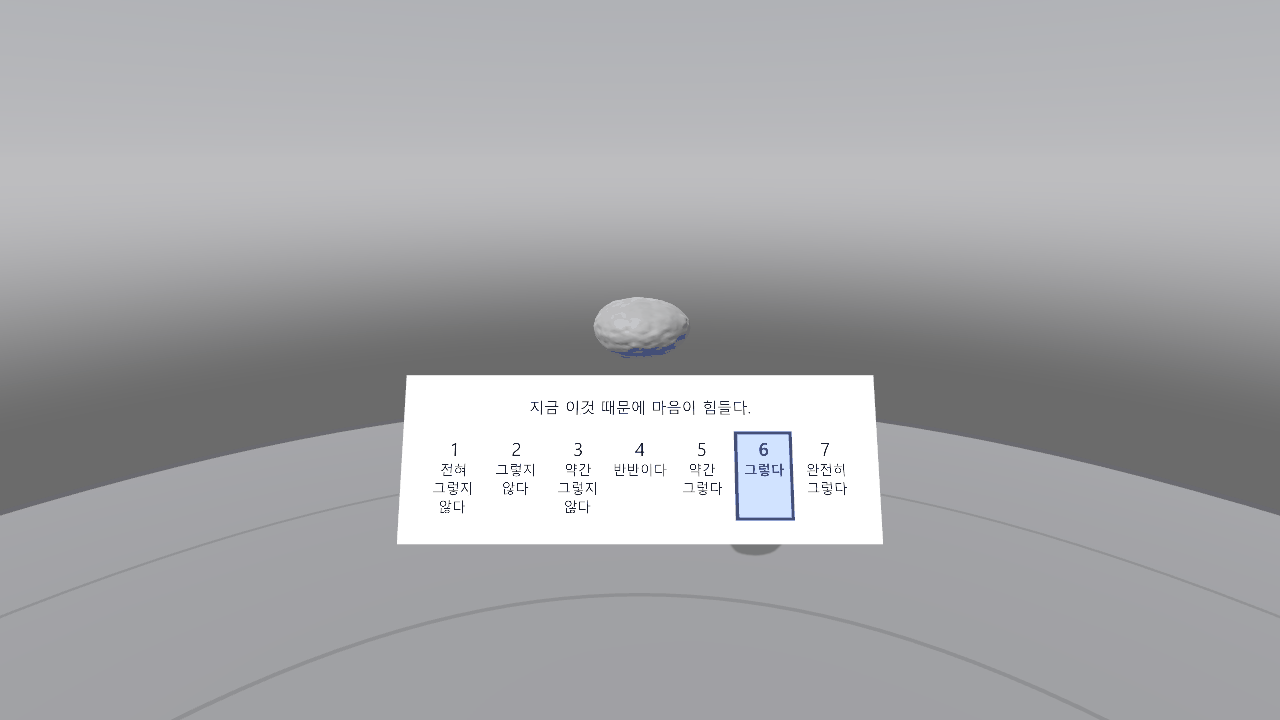 지금 이것 때문에 마음이 힘들다.
1 2 3 4 5 6 7
전혀 그렇지 약간 반반이다 약간 그렇다 완전히
그렇지 않다 그렇지 그렇다 그렇다
않다 않다